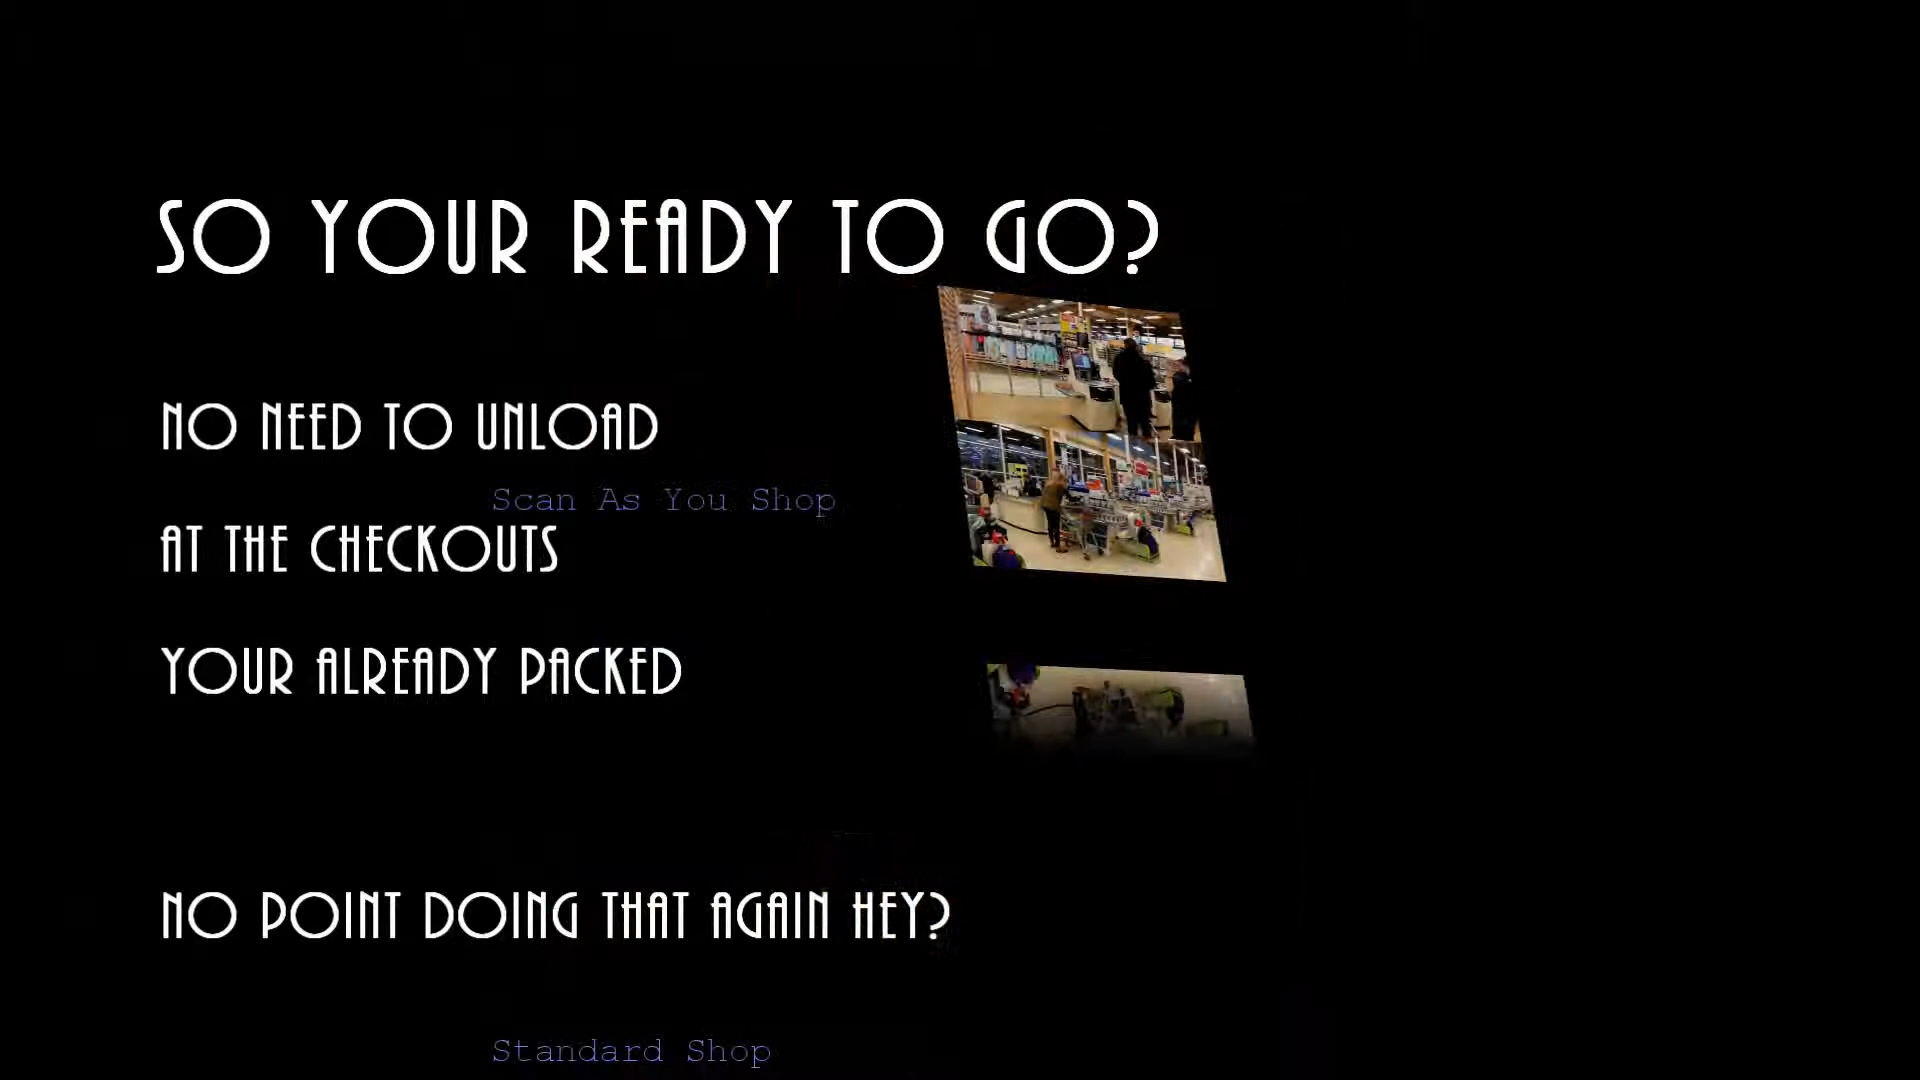 SO YOUR READY TO GO?
NO NEED TO UNLOAD
Scan As You Shop
AT THE CHECKOUTS
YOUR ALREADY PACKED
NO POINT DOING THAT AGAIN HEY?
Standard Shop